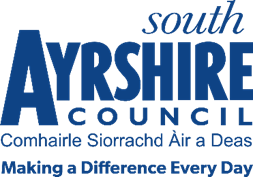 south
AYRSHIRE
COUNCIL
Comhairle Siorrachd Àir a Deas
Making a Difference Every Day